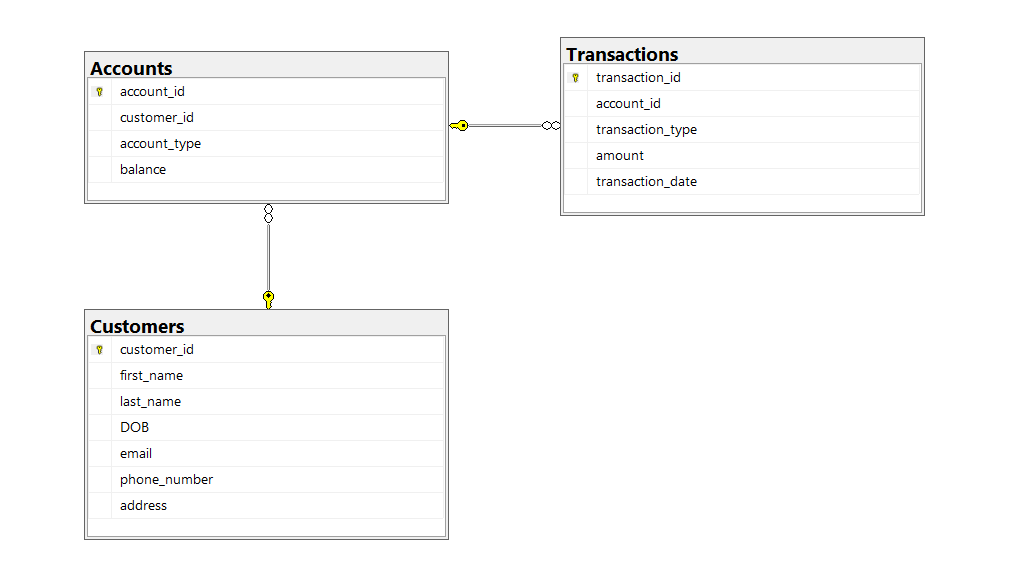 Accounts
account_id
customer_id
account_type
balance
Transactions
transaction_id
account_id
transaction_type
amount
transaction_date
Customers
customer_id
first_name
last_name
DOB
email
phone_number
address